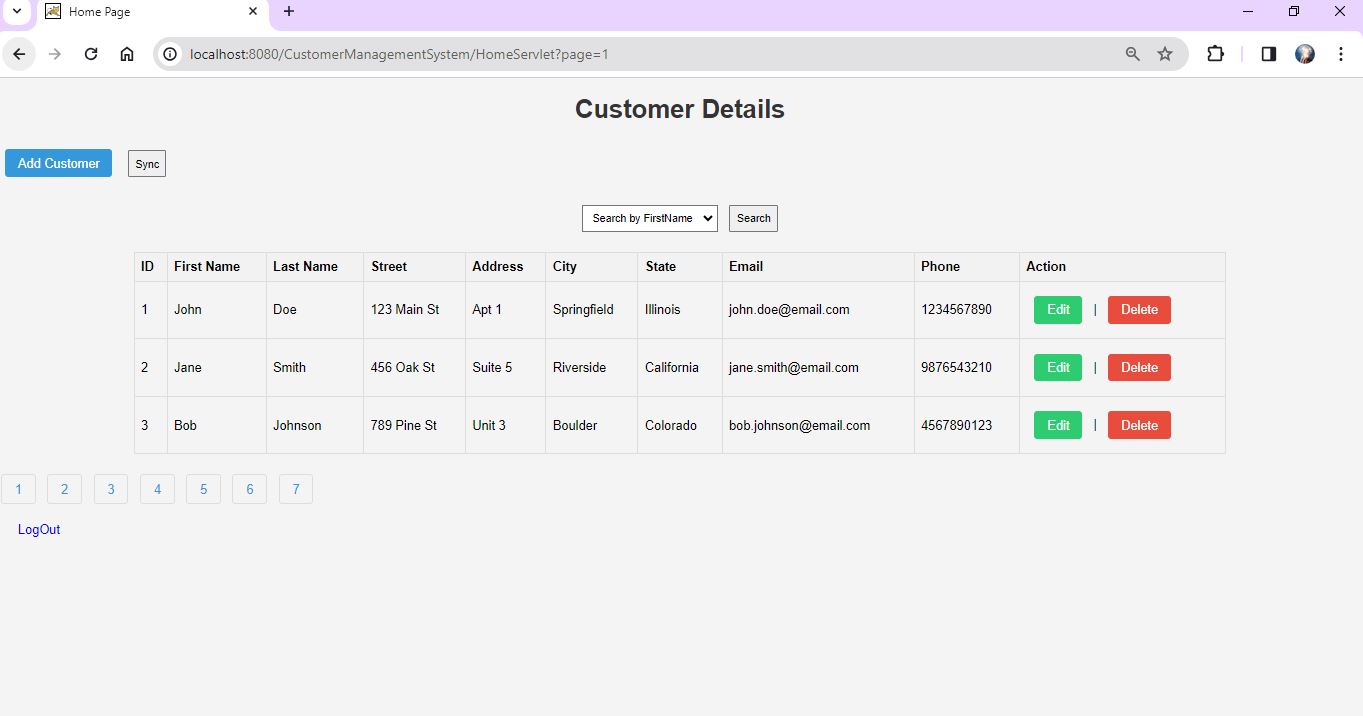 Home Page
localhost:8080/CustomerManagementSystem/HomeServlet?page=1
Customer Details
Add Customer Sync
Search by FirstName Search
ID First Name Last Name Street Address City State Email Phone Action
1 John Doe 123 Main St Apt 1 Springfield Illinois john.doe@email.com 1234567890 Edit | Delete
2 Jane Smith 456 Oak St Suite 5 Riverside California jane.smith@email.com 9876543210 Edit | Delete
3 Bob Johnson 789 Pine St Unit 3 Boulder Colorado bob.johnson@email.com 4567890123 Edit | Delete
1 2 3 4 5 6 7
LogOut